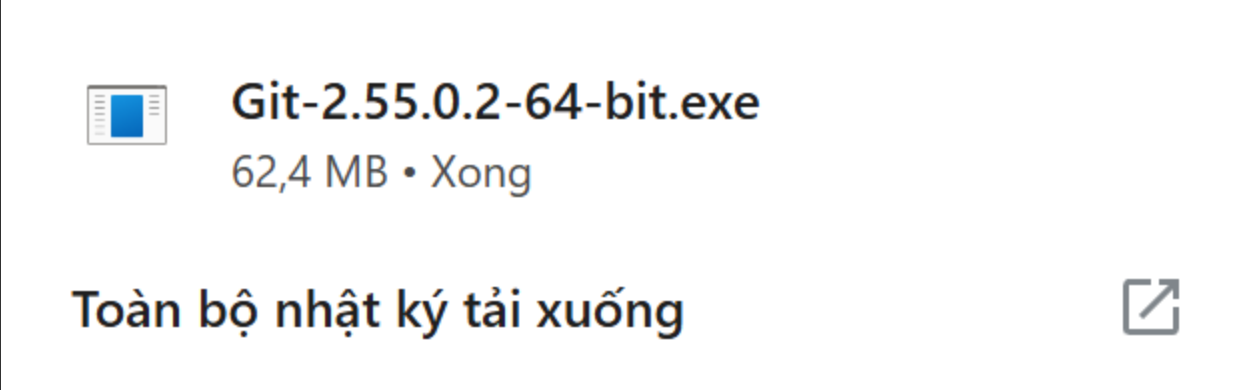 Git-2.55.0.2-64-bit.exe
62,4 MB • Xong
Toàn bộ nhật ký tải xuống